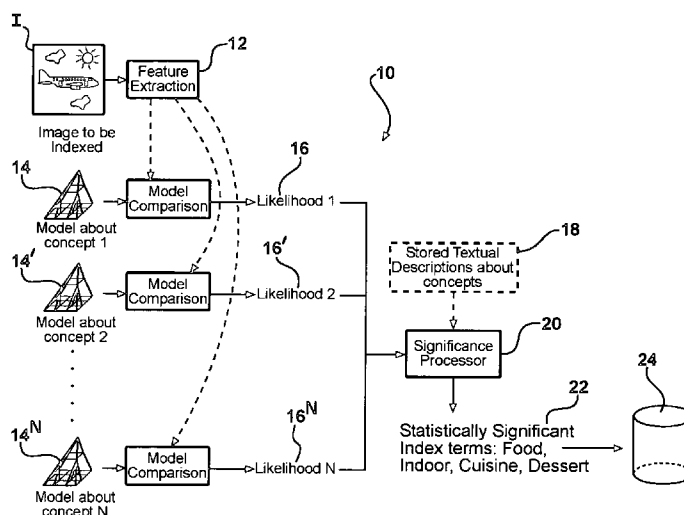 I
12
Feature
Extraction
10
Image to be
Indexed
14
16
Model
Comparison
Likelihood 1
Model about
concept 1
18
Stored Textual
Descriptions about
concepts
14'
16'
Model
Comparison
Likelihood 2
Model about
concept 2
20
Significance
Processor
22
24
14N
16N
Statistically Significant
Index terms: Food,
Indoor, Cuisine, Dessert
Model
Comparison
Likelihood N
Model about
concept N